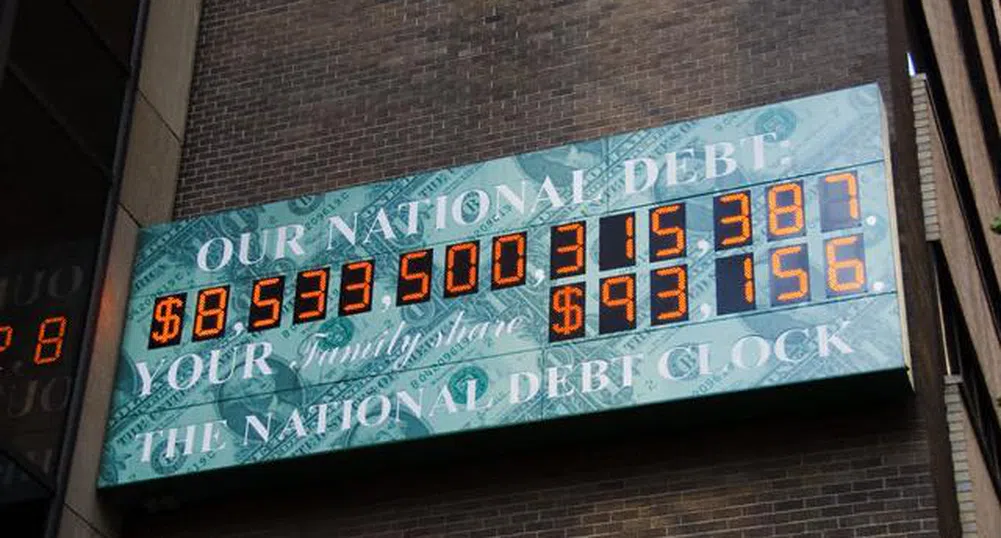 OUR NATIONAL DEBT:
$8,533,500,315,387.
YOUR Family share $93,156.
THE NATIONAL DEBT CLOCK